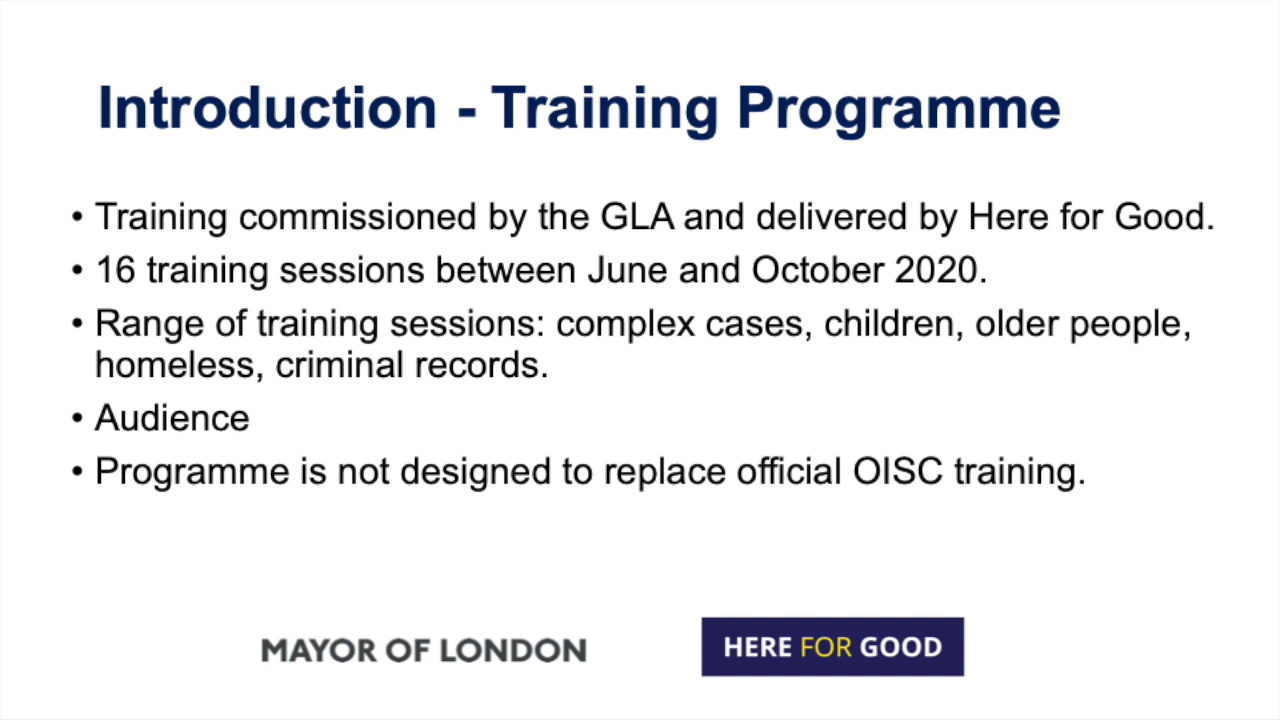 Introduction - Training Programme
• Training commissioned by the GLA and delivered by Here for Good.
• 16 training sessions between June and October 2020.
• Range of training sessions: complex cases, children, older people,
homeless, criminal records.
• Audience
• Programme is not designed to replace official OISC training.
MAYOR OF LONDON
HERE FOR GOOD